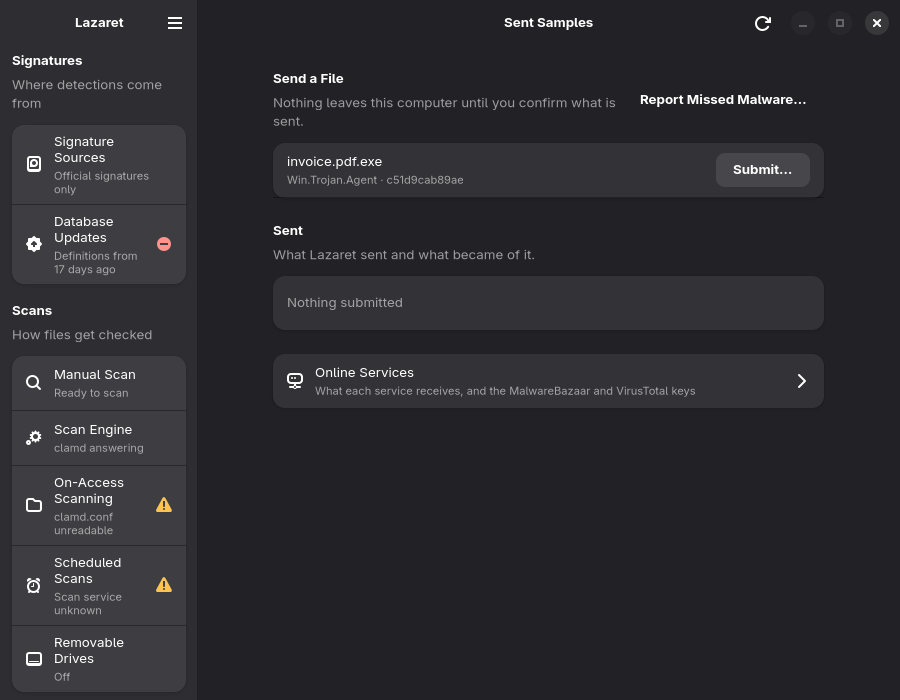 Lazaret
Signatures
Where detections come
from
Signature
Sources
Official signatures
only
Database
Updates
Definitions from
17 days ago
Scans
How files get checked
Manual Scan
Ready to scan
Scan Engine
clamd answering
On-Access
Scanning
clamd.conf
unreadable
Scheduled
Scans
Scan service
unknown
Removable
Drives
Off
Sent Samples
Send a File
Nothing leaves this computer until you confirm what is
sent.
Report Missed Malware...
invoice.pdf.exe
Win.Trojan.Agent · c51d9cab89ae
Submit...
Sent
What Lazaret sent and what became of it.
Nothing submitted
Online Services
What each service receives, and the MalwareBazaar and VirusTotal keys